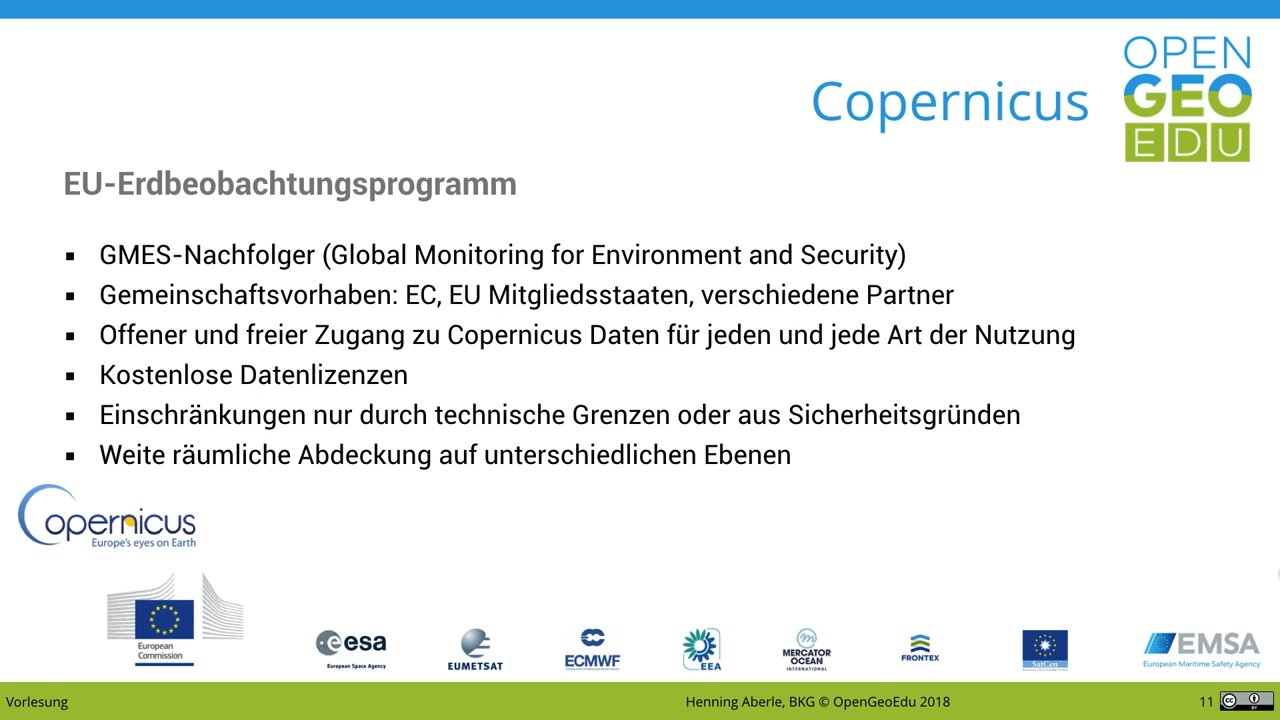 OPEN
GEO
EDU
Copernicus
EU-Erdbeobachtungsprogramm
▪ GMES-Nachfolger (Global Monitoring for Environment and Security)
▪ Gemeinschaftsvorhaben: EC, EU Mitgliedsstaaten, verschiedene Partner
▪ Offener und freier Zugang zu Copernicus Daten für jeden und jede Art der Nutzung
▪ Kostenlose Datenlizenzen
▪ Einschränkungen nur durch technische Grenzen oder aus Sicherheitsgründen
▪ Weite räumliche Abdeckung auf unterschiedlichen Ebenen
Copernicus
Europe's eyes on Earth
European
Commission
esa
European Space Agency
EUMETSAT
ECMWF
EEA
MERCATOR
OCEAN
INTERNATIONAL
FRONTEX
SatCen
EMSA
European Maritime Safety Agency
Vorlesung
Henning Aberle, BKG © OpenGeoEdu 2018
11
cc
BY